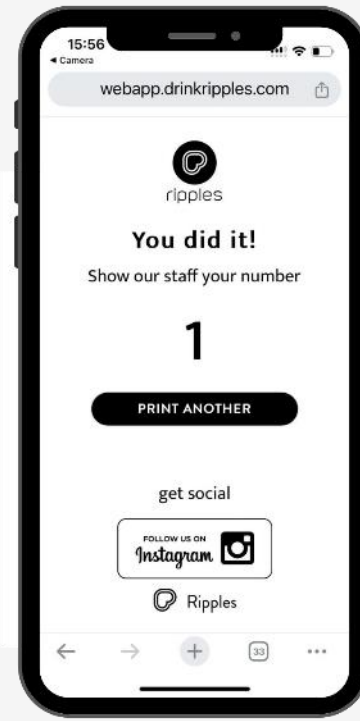 15:56
◄ Camera
webapp.drinkripples.com
ripples
You did it!
Show our staff your number
1
PRINT ANOTHER
get social
FOLLOW US ON
Instagram
Ripples
33